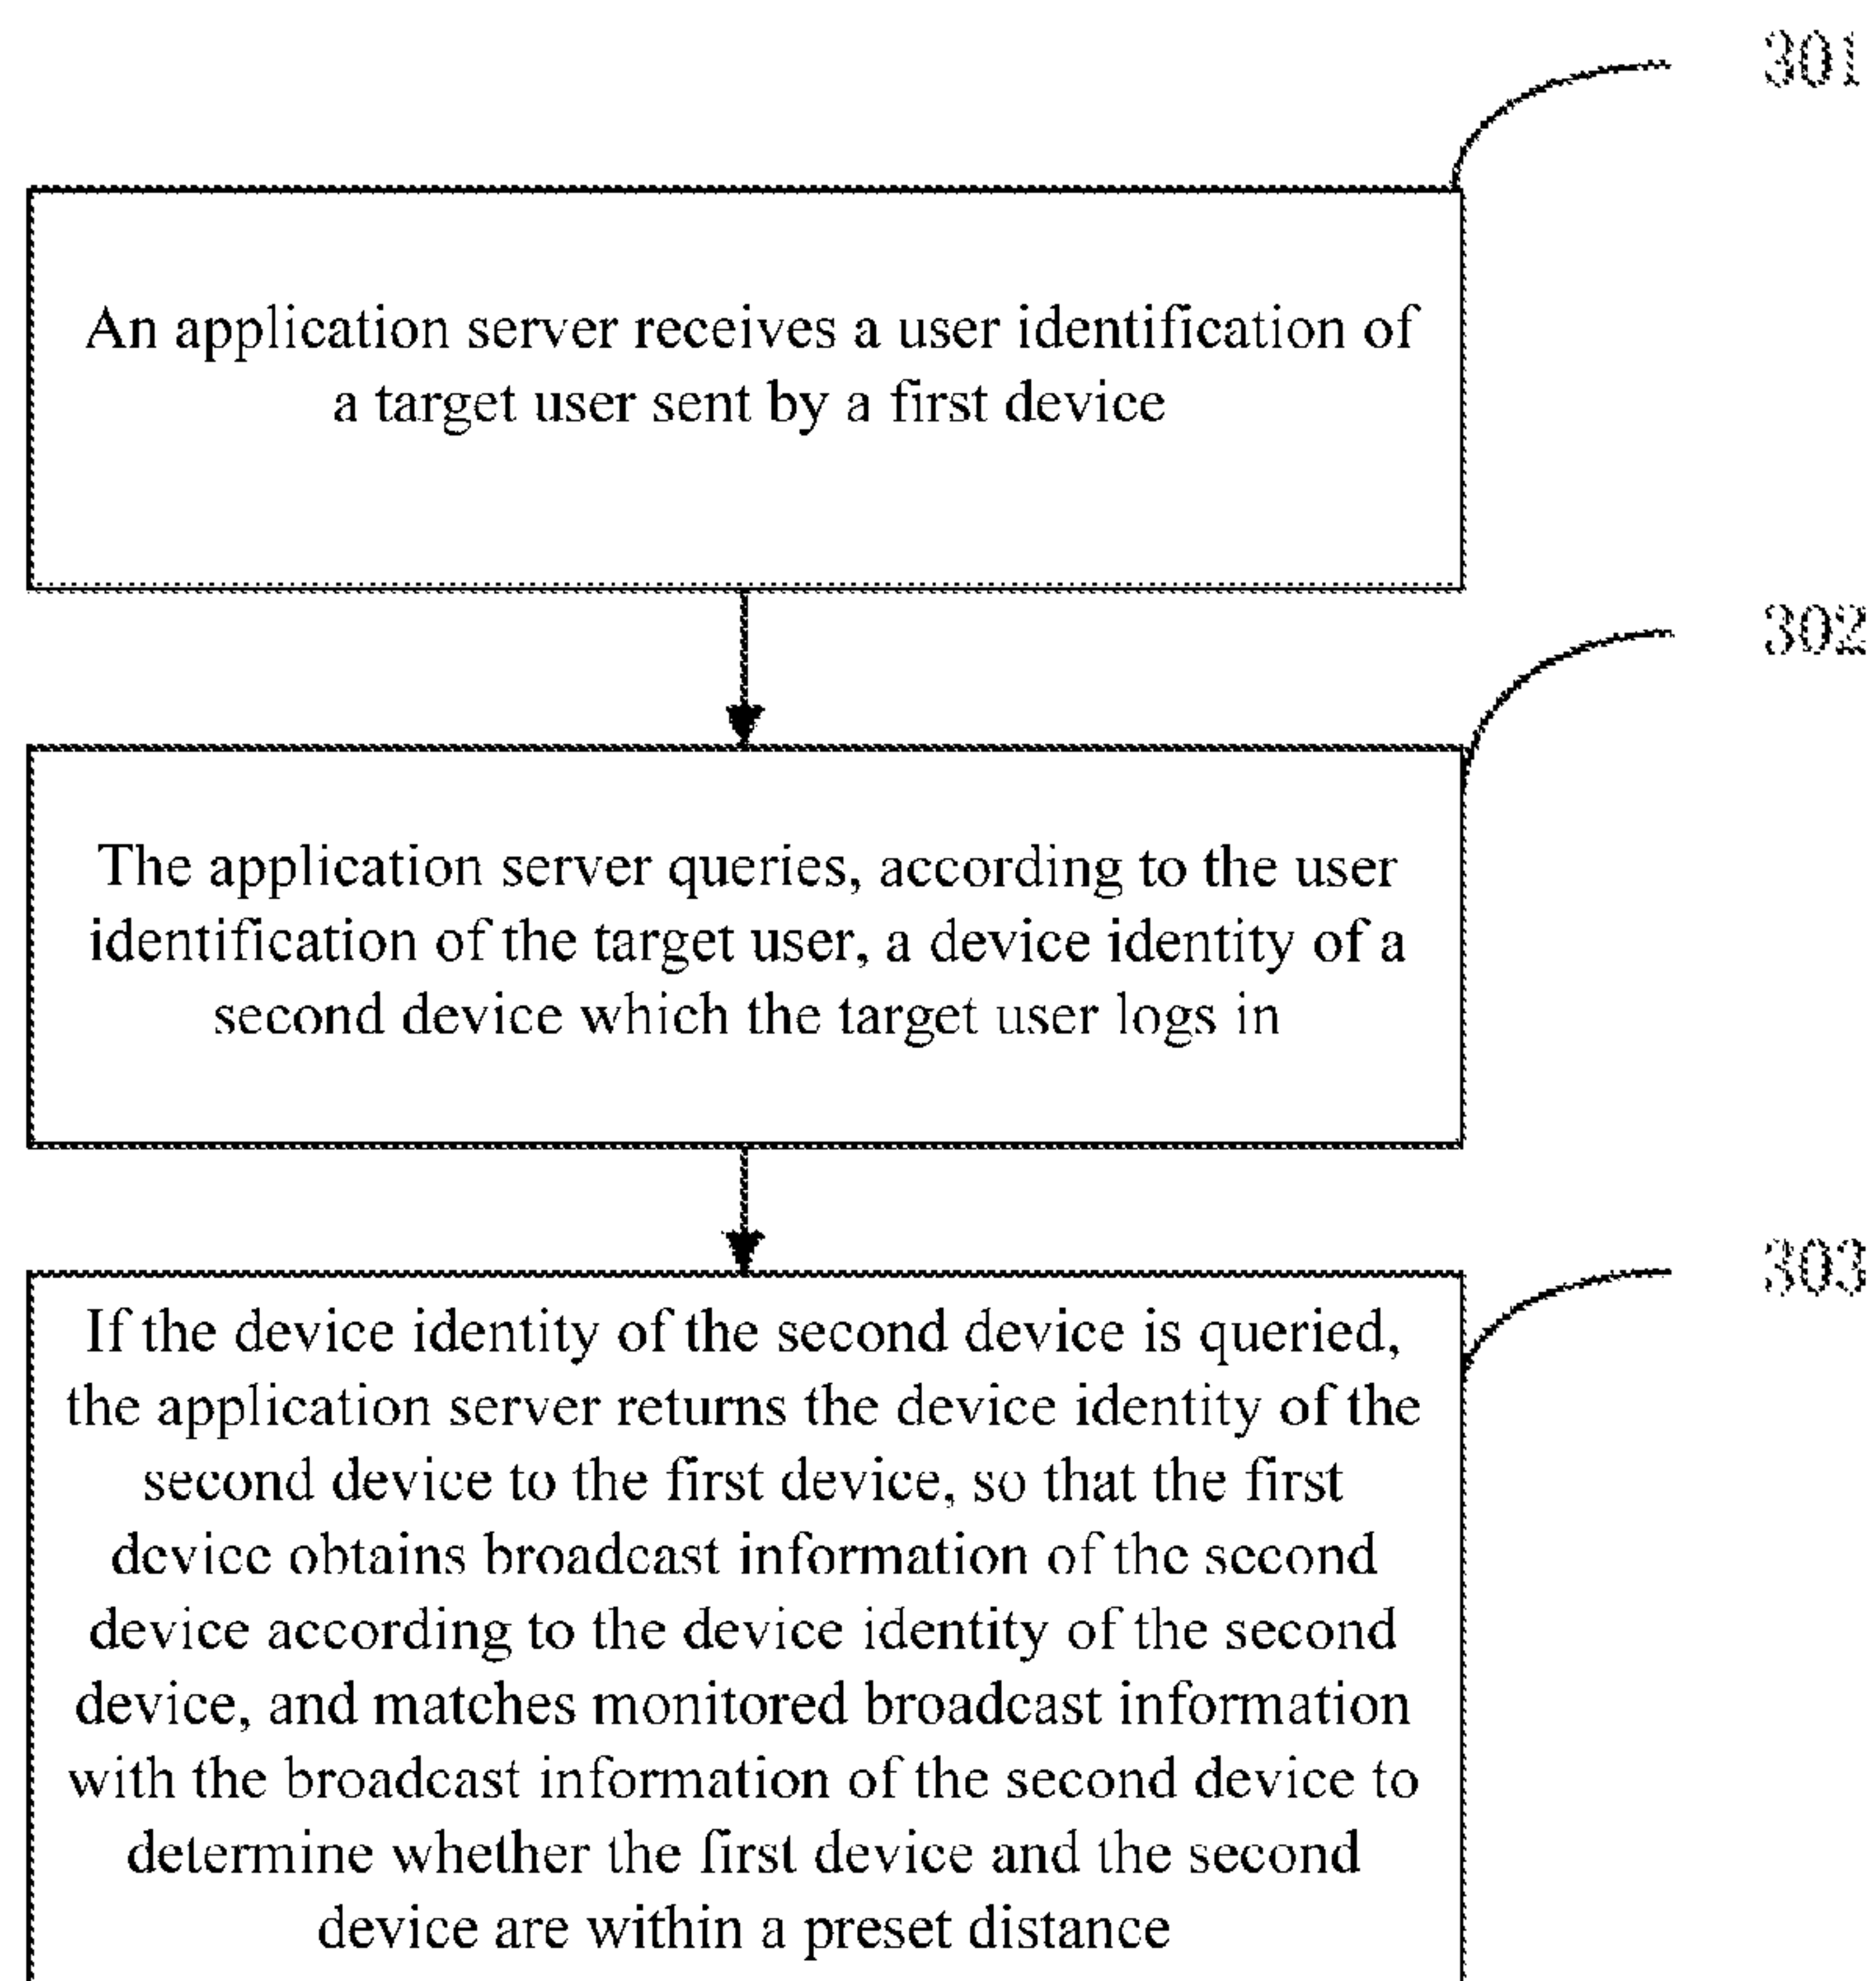 301
An application server receives a user identification of
a target user sent by a first device
302
The application server queries, according to the user
identification of the target user, a device identity of a
second device which the target user logs in
303
If the device identity of the second device is queried,
the application server returns the device identity of the
second device to the first device, so that the first
device obtains broadcast information of the second
device according to the device identity of the second
device, and matches monitored broadcast information
with the broadcast information of the second device to
determine whether the first device and the second
device are within a preset distance